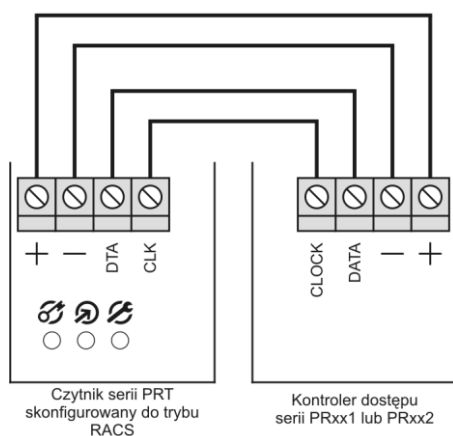 + — DTA CLK
CLOCK DATA — +
Czytnik serii PRT
skonfigurowany do trybu
RACS
Kontroler dostępu
serii PRxx1 lub PRxx2